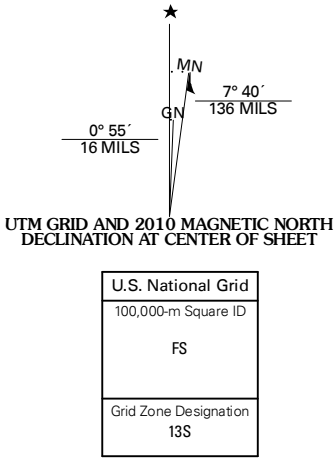 ★
MN
7° 40´
136 MILS
GN
0° 55´
16 MILS
UTM GRID AND 2010 MAGNETIC NORTH
DECLINATION AT CENTER OF SHEET
U.S. National Grid
100,000-m Square ID
FS
Grid Zone Designation
13S